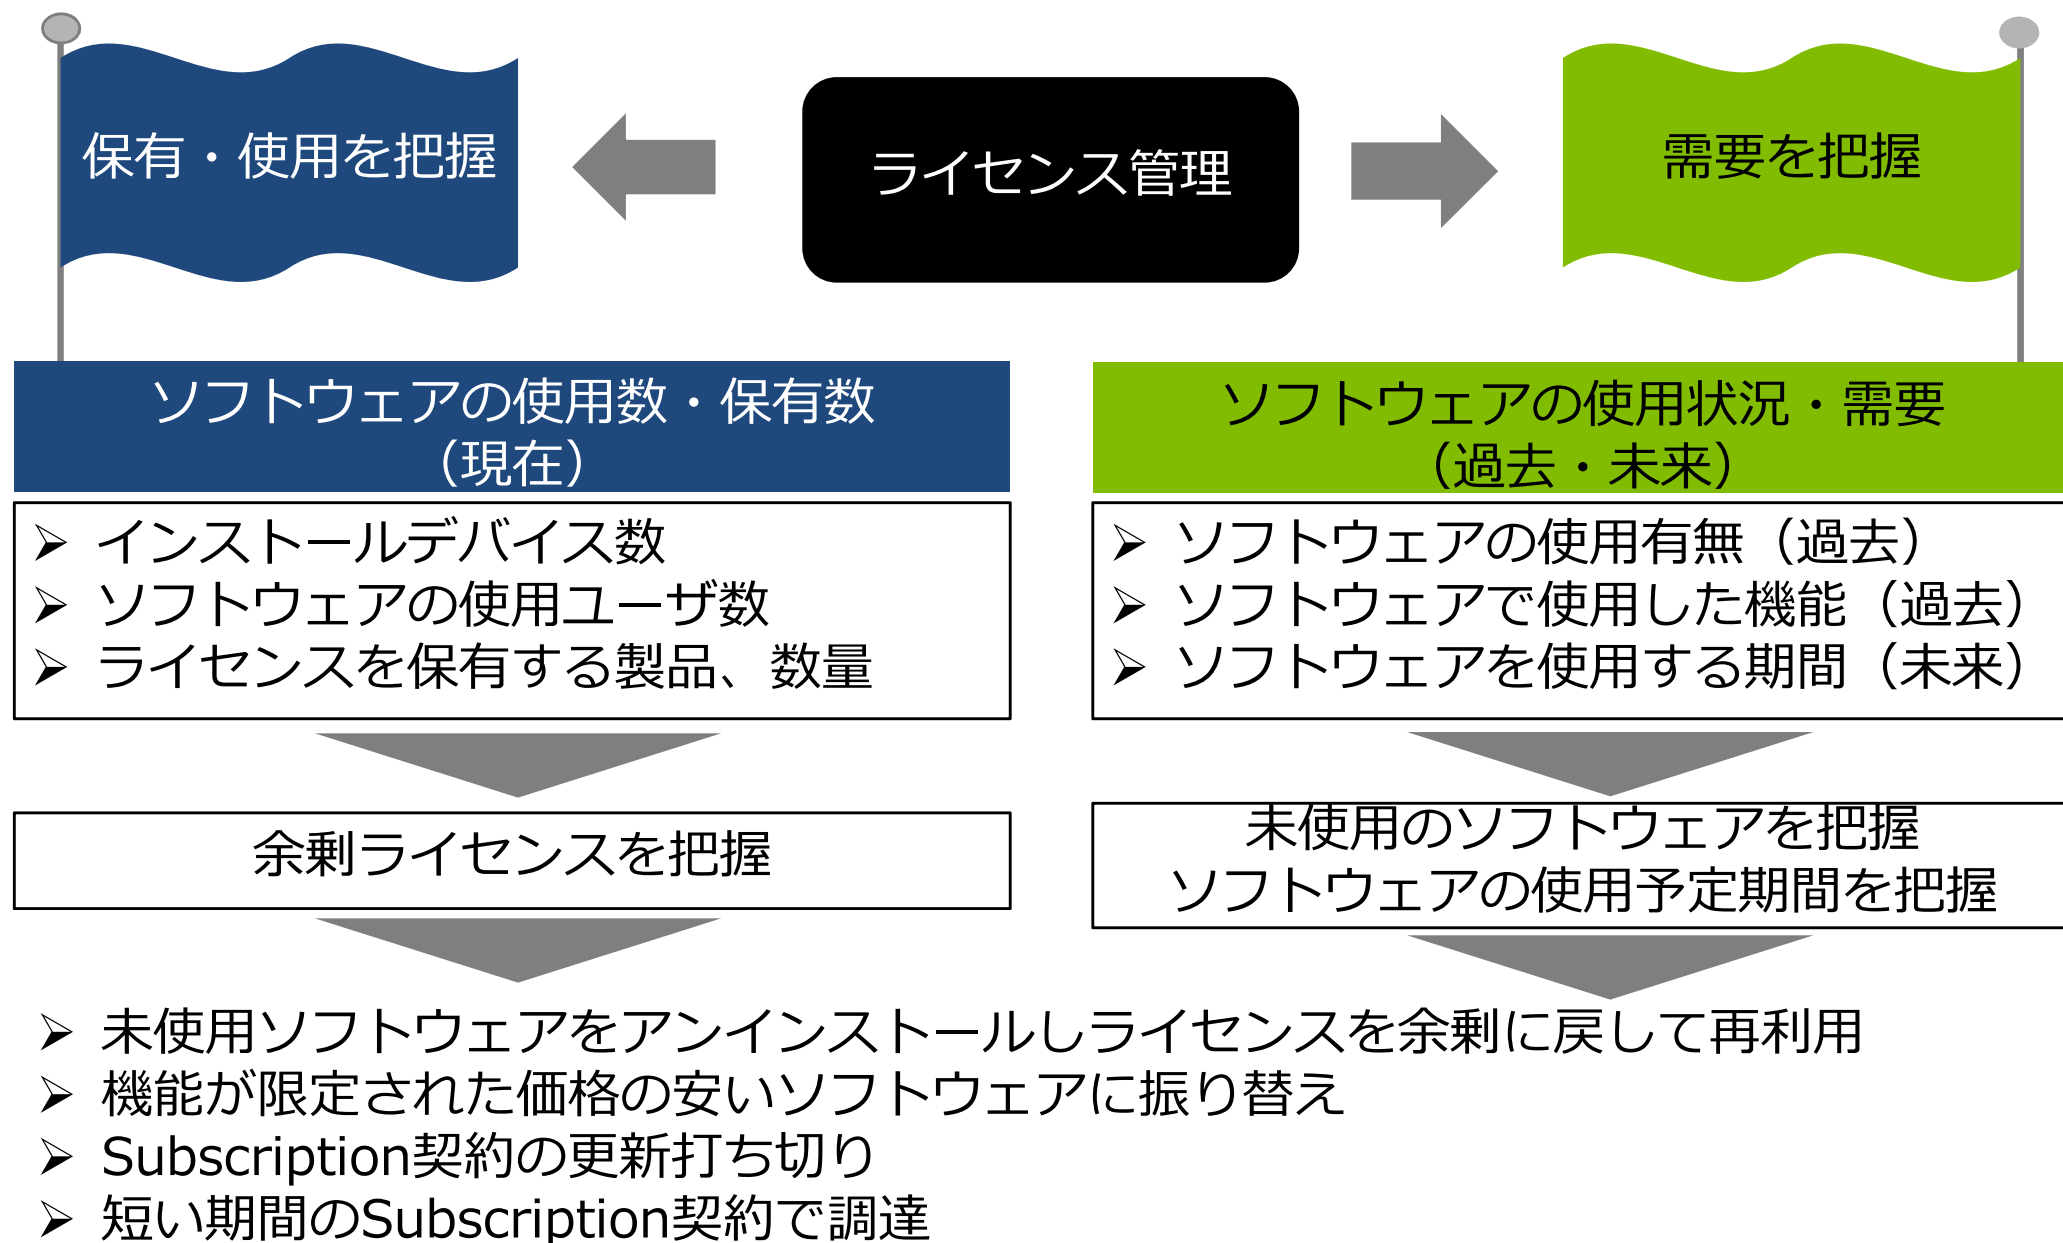 保有・使用を把握
ライセンス管理
需要を把握
ソフトウェアの使用数・保有数
（現在）
➢ インストールデバイス数
➢ ソフトウェアの使用ユーザ数
➢ ライセンスを保有する製品、数量
余剰ライセンスを把握
ソフトウェアの使用状況・需要
（過去・未来）
➢ ソフトウェアの使用有無（過去）
➢ ソフトウェアで使用した機能（過去）
➢ ソフトウェアを使用する期間（未来）
未使用のソフトウェアを把握
ソフトウェアの使用予定期間を把握
➢ 未使用ソフトウェアをアンインストールしライセンスを余剰に戻して再利用
➢ 機能が限定された価格の安いソフトウェアに振り替え
➢ Subscription契約の更新打ち切り
➢ 短い期間のSubscription契約で調達